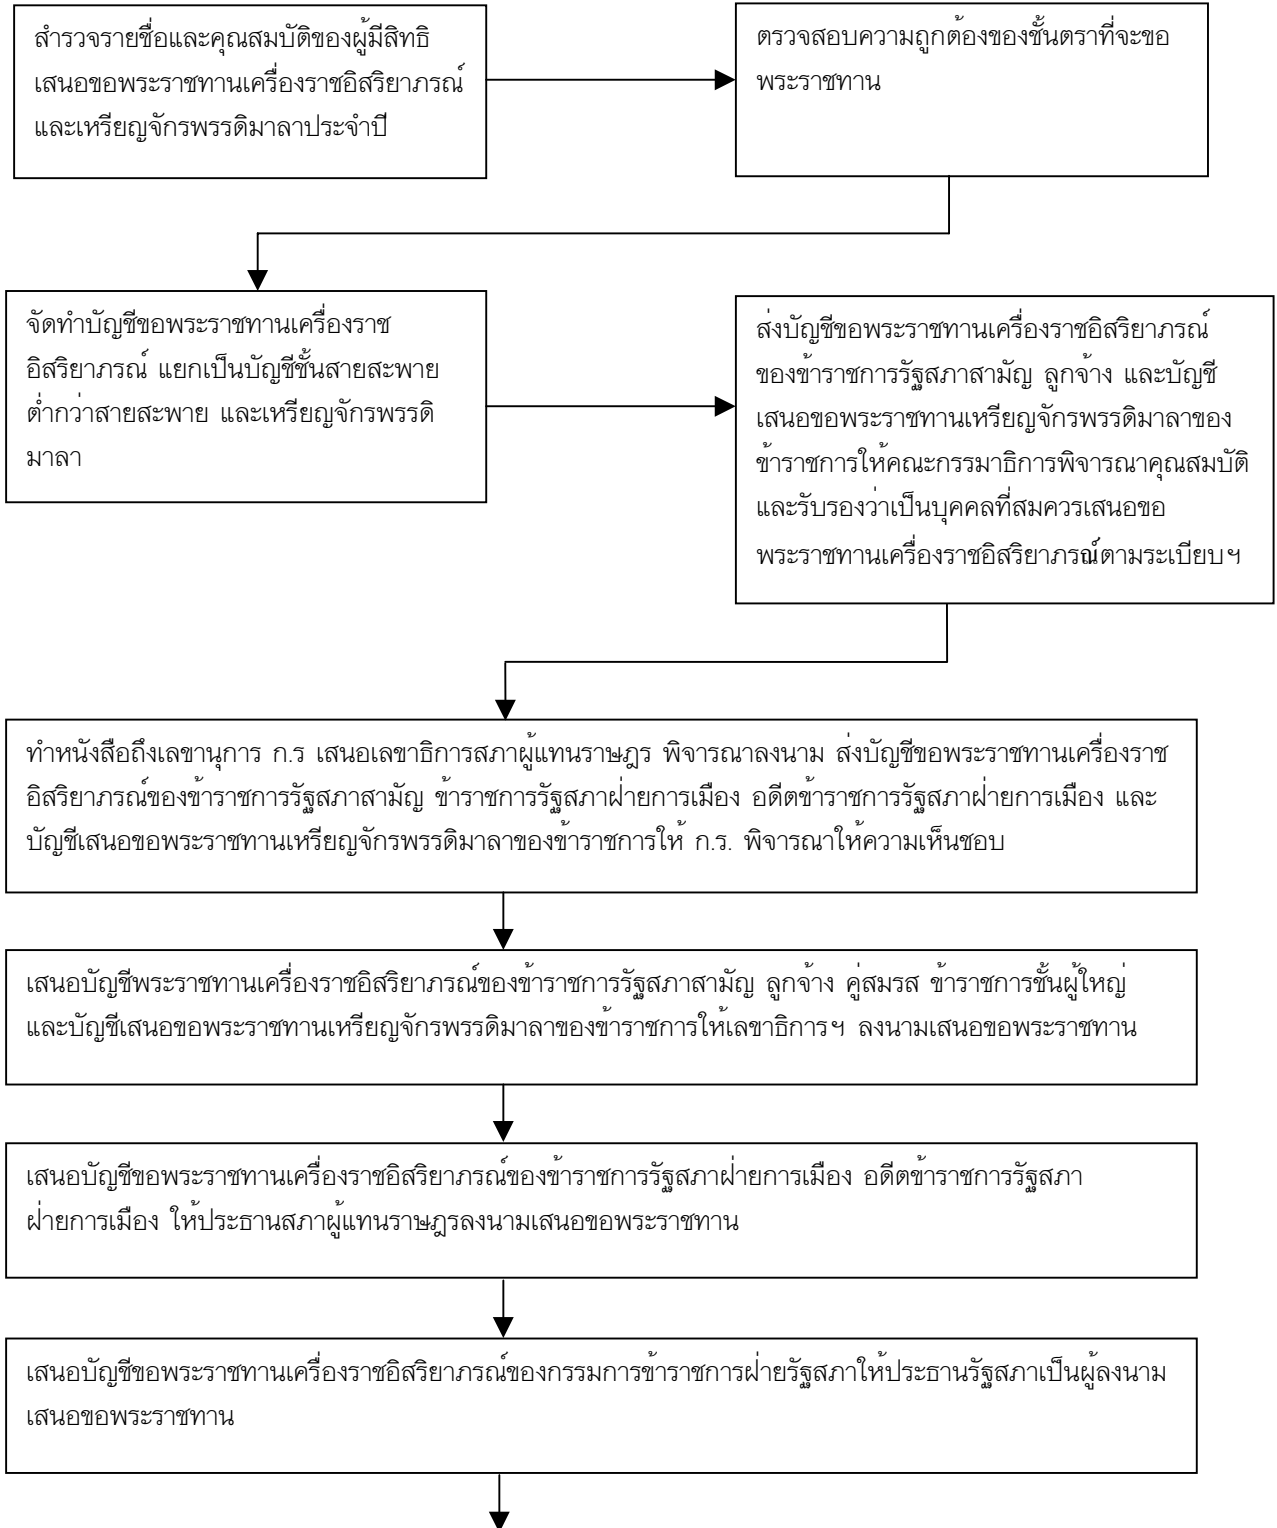 สำรวจรายชื่อและคุณสมบัติของผู้มีสิทธิ
เสนอขอพระราชทานเครื่องราชอิสริยาภรณ์
และเหรียญจักรพรรดิมาลาประจำปี
ตรวจสอบความถูกต้องของชั้นตราที่จะขอ
พระราชทาน
จัดทำบัญชีขอพระราชทานเครื่องราช
อิสริยาภรณ์ แยกเป็นบัญชีชั้นสายสะพาย
ต่ำกว่าสายสะพาย และเหรียญจักรพรรดิ
มาลา
ส่งบัญชีขอพระราชทานเครื่องราชอิสริยาภรณ์
ของข้าราชการรัฐสภาสามัญ ลูกจ้าง และบัญชี
เสนอขอพระราชทานเหรียญจักรพรรดิมาลาของ
ข้าราชการให้คณะกรรมาธิการพิจารณาคุณสมบัติ
และรับรองว่าเป็นบุคคลที่สมควรเสนอขอ
พระราชทานเครื่องราชอิสริยาภรณ์ตามระเบียบฯ
ทำหนังสือถึงเลขานุการ ก.ร เสนอเลขาธิการสภาผู้แทนราษฎร พิจารณาลงนาม ส่งบัญชีขอพระราชทานเครื่องราช
อิสริยาภรณ์ของข้าราชการรัฐสภาสามัญ ข้าราชการรัฐสภาฝ่ายการเมือง อดีตข้าราชการรัฐสภาฝ่ายการเมือง และ
บัญชีเสนอขอพระราชทานเหรียญจักรพรรดิมาลาของข้าราชการให้ ก.ร. พิจารณาให้ความเห็นชอบ
เสนอบัญชีพระราชทานเครื่องราชอิสริยาภรณ์ของข้าราชการรัฐสภาสามัญ ลูกจ้าง คู่สมรส ข้าราชการชั้นผู้ใหญ่
และบัญชีเสนอขอพระราชทานเหรียญจักรพรรดิมาลาของข้าราชการให้เลขาธิการฯ ลงนามเสนอขอพระราชทาน
เสนอบัญชีขอพระราชทานเครื่องราชอิสริยาภรณ์ของข้าราชการรัฐสภาฝ่ายการเมือง อดีตข้าราชการรัฐสภา
ฝ่ายการเมือง ให้ประธานสภาผู้แทนราษฎรลงนามเสนอขอพระราชทาน
เสนอบัญชีขอพระราชทานเครื่องราชอิสริยาภรณ์ของกรรมการข้าราชการฝ่ายรัฐสภาให้ประธานรัฐสภาเป็นผู้ลงนาม
เสนอขอพระราชทาน